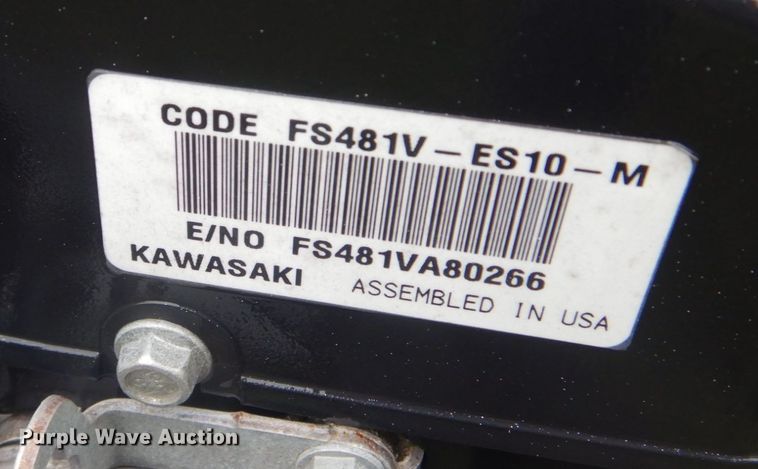 CODE FS481V-ES10-M
E/NO FS481VA80266
KAWASAKI ASSEMBLED IN USA
Purple Wave Auction